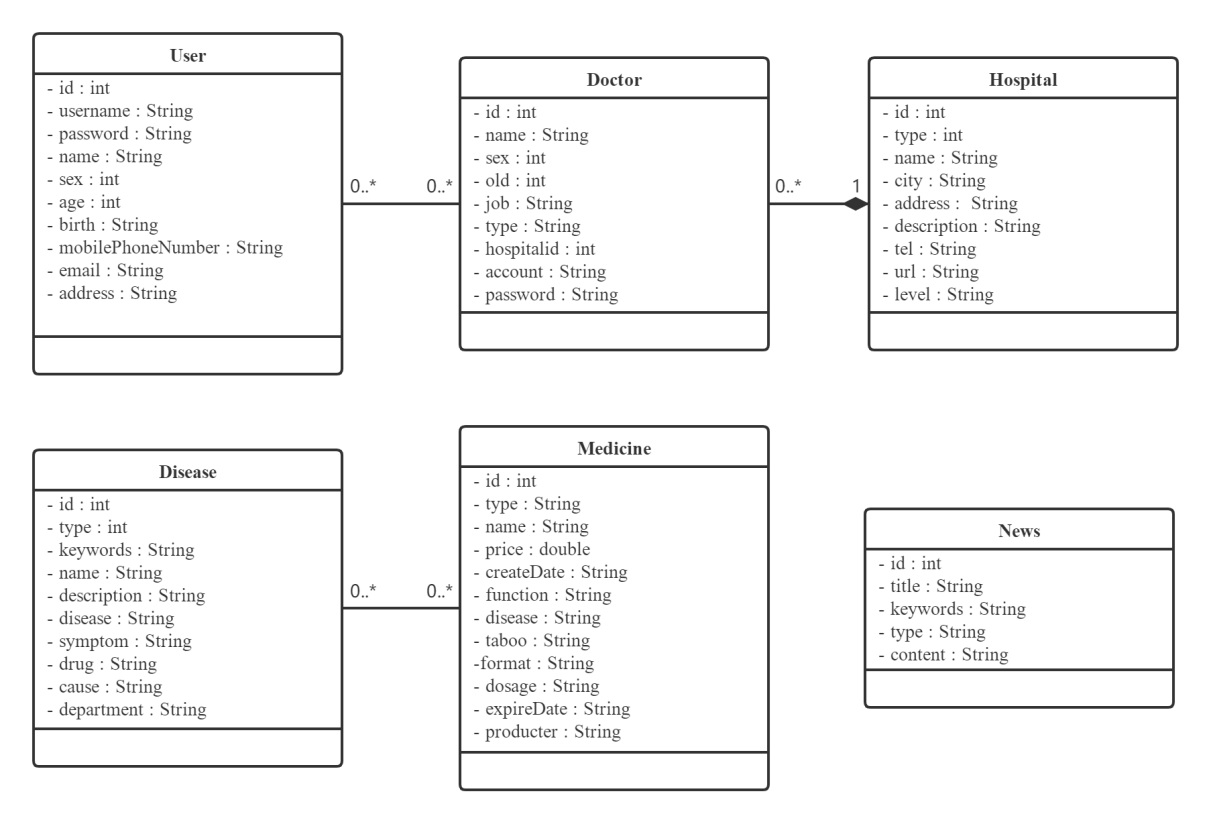 User
- id : int
- username : String
- password : String
- name : String
- sex : int
- age : int
- birth : String
- mobilePhoneNumber : String
- email : String
- address : String
0..*
0..*
Doctor
- id : int
- name : String
- sex : int
- old : int
- job : String
- type : String
- hospitalid : int
- account : String
- password : String
0..*
1
Hospital
- id : int
- type : int
- name : String
- city : String
- address :  String
- description : String
- tel : String
- url : String
- level : String
Disease
- id : int
- type : int
- keywords : String
- name : String
- description : String
- disease : String
- symptom : String
- drug : String
- cause : String
- department : String
0..*
0..*
Medicine
- id : int
- type : String
- name : String
- price : double
- createDate : String
- function : String
- disease : String
- taboo : String
-format : String
- dosage : String
- expireDate : String
- producter : String
News
- id : int
- title : String
- keywords : String
- type : String
- content : String